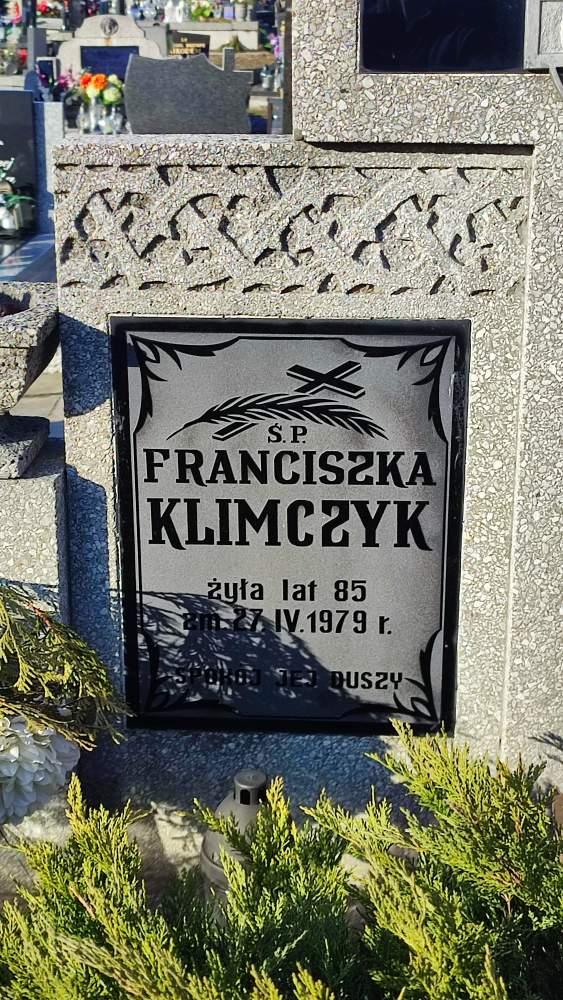 Ś.P.
FRANCISZKA
KLIMCZYK
żyła lat 85
zm. 27. IV. 1979 r.
SPOKÓJ JEJ DUSZY